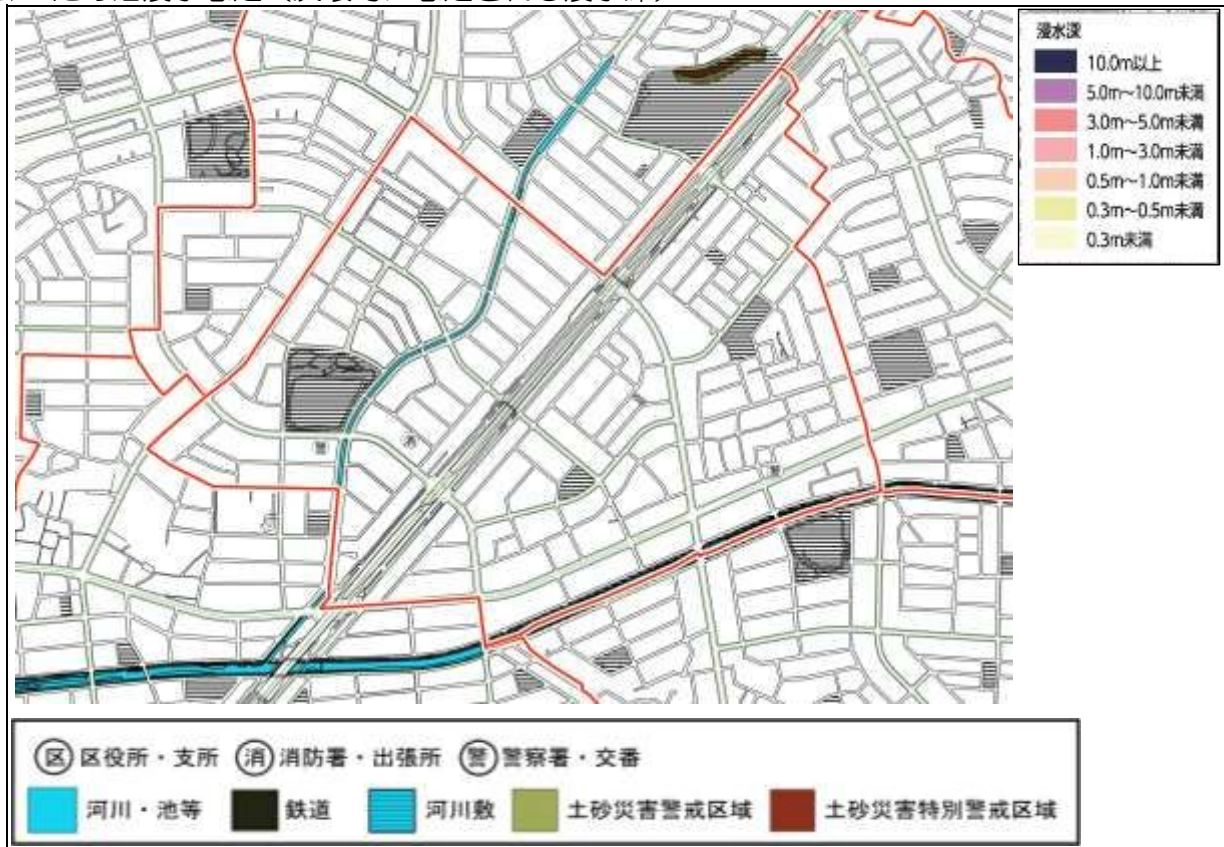 浸水深
10.0m以上
5.0m〜10.0m未満
3.0m〜5.0m未満
1.0m〜3.0m未満
0.5m〜1.0m未満
0.3m〜0.5m未満
0.3m未満
消
警
区 区役所・支所 消 消防署・出張所 警 警察署・交番
河川・池等 鉄道 河川敷 土砂災害警戒区域 土砂災害特別警戒区域